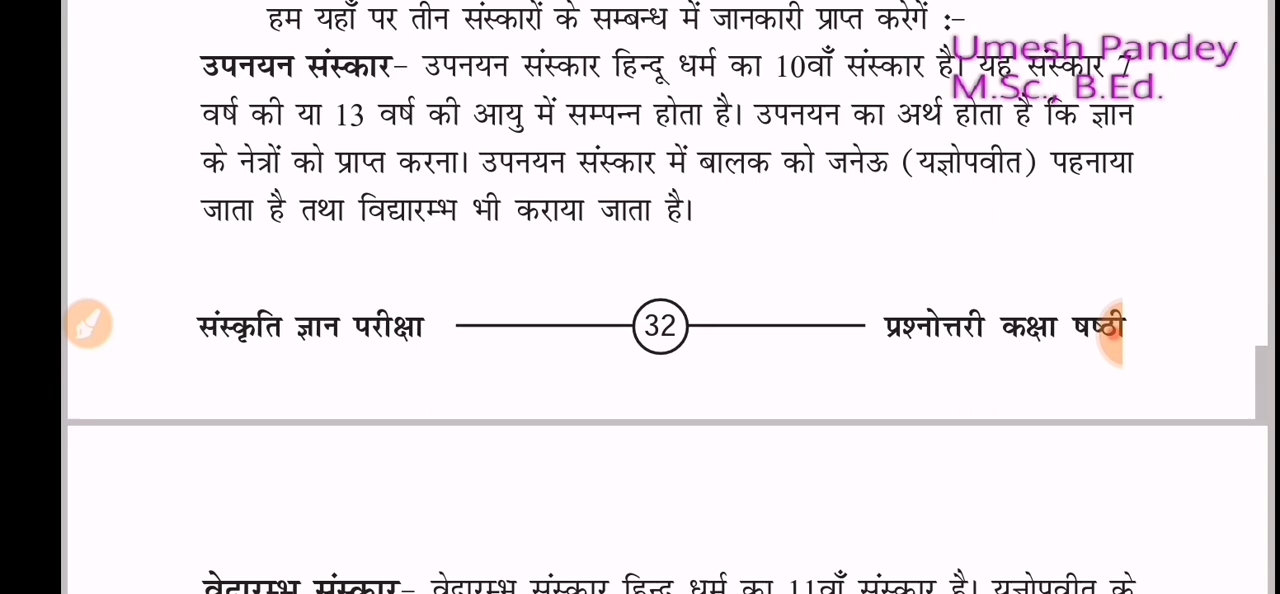 हम यहाँ पर तीन संस्कारों के सम्बन्ध में जानकारी प्राप्त करेगें :-
उपनयन संस्कार- उपनयन संस्कार हिन्दू धर्म का 10वाँ संस्कार है। यह संस्कार 7
Umesh Pandey
M.Sc., B.Ed.
वर्ष की या 13 वर्ष की आयु में सम्पन्न होता है। उपनयन का अर्थ होता है कि ज्ञान
के नेत्रों को प्राप्त करना। उपनयन संस्कार में बालक को जनेऊ (यज्ञोपवीत) पहनाया
जाता है तथा विद्यारम्भ भी कराया जाता है।
संस्कृति ज्ञान परीक्षा 32 प्रश्नोत्तरी कक्षा षष्ठी
वेदारम्भ संस्कार- वेदारम्भ संस्कार हिन्दू धर्म का 11वाँ संस्कार है। यज्ञोपवीत के